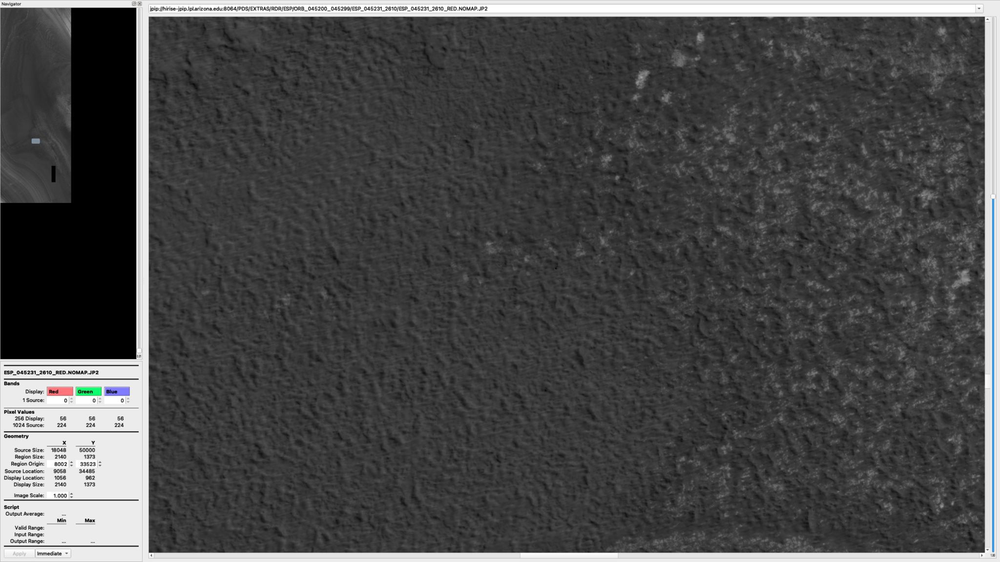 Navigator
jpip://hirise-jpip.lpl.arizona.edu:8064/PDS/EXTRAS/RDR/ESP/ORB_045200_045299/ESP_045231_2610/ESP_045231_2610_RED.NOMAP.JP2
0.01
ESP_045231_2610_RED.NOMAP.JP2
Bands
Display: Red Green Blue
1 Source: 0 0 0
Pixel Values
256 Display: 56 56 56
1024 Source: 224 224 224
Geometry
X Y
Source Size: 18048 50000
Region Size: 2140 1373
Region Origin: 8002 33523
Source Location: 9058 34485
Display Location: 1056 962
Display Size: 2140 1373
Image Scale: 1.000
Script
Output Average: ...
Min Max
Valid Range:
Input Range:
Output Range: ... ...
Apply Immediate
1.00